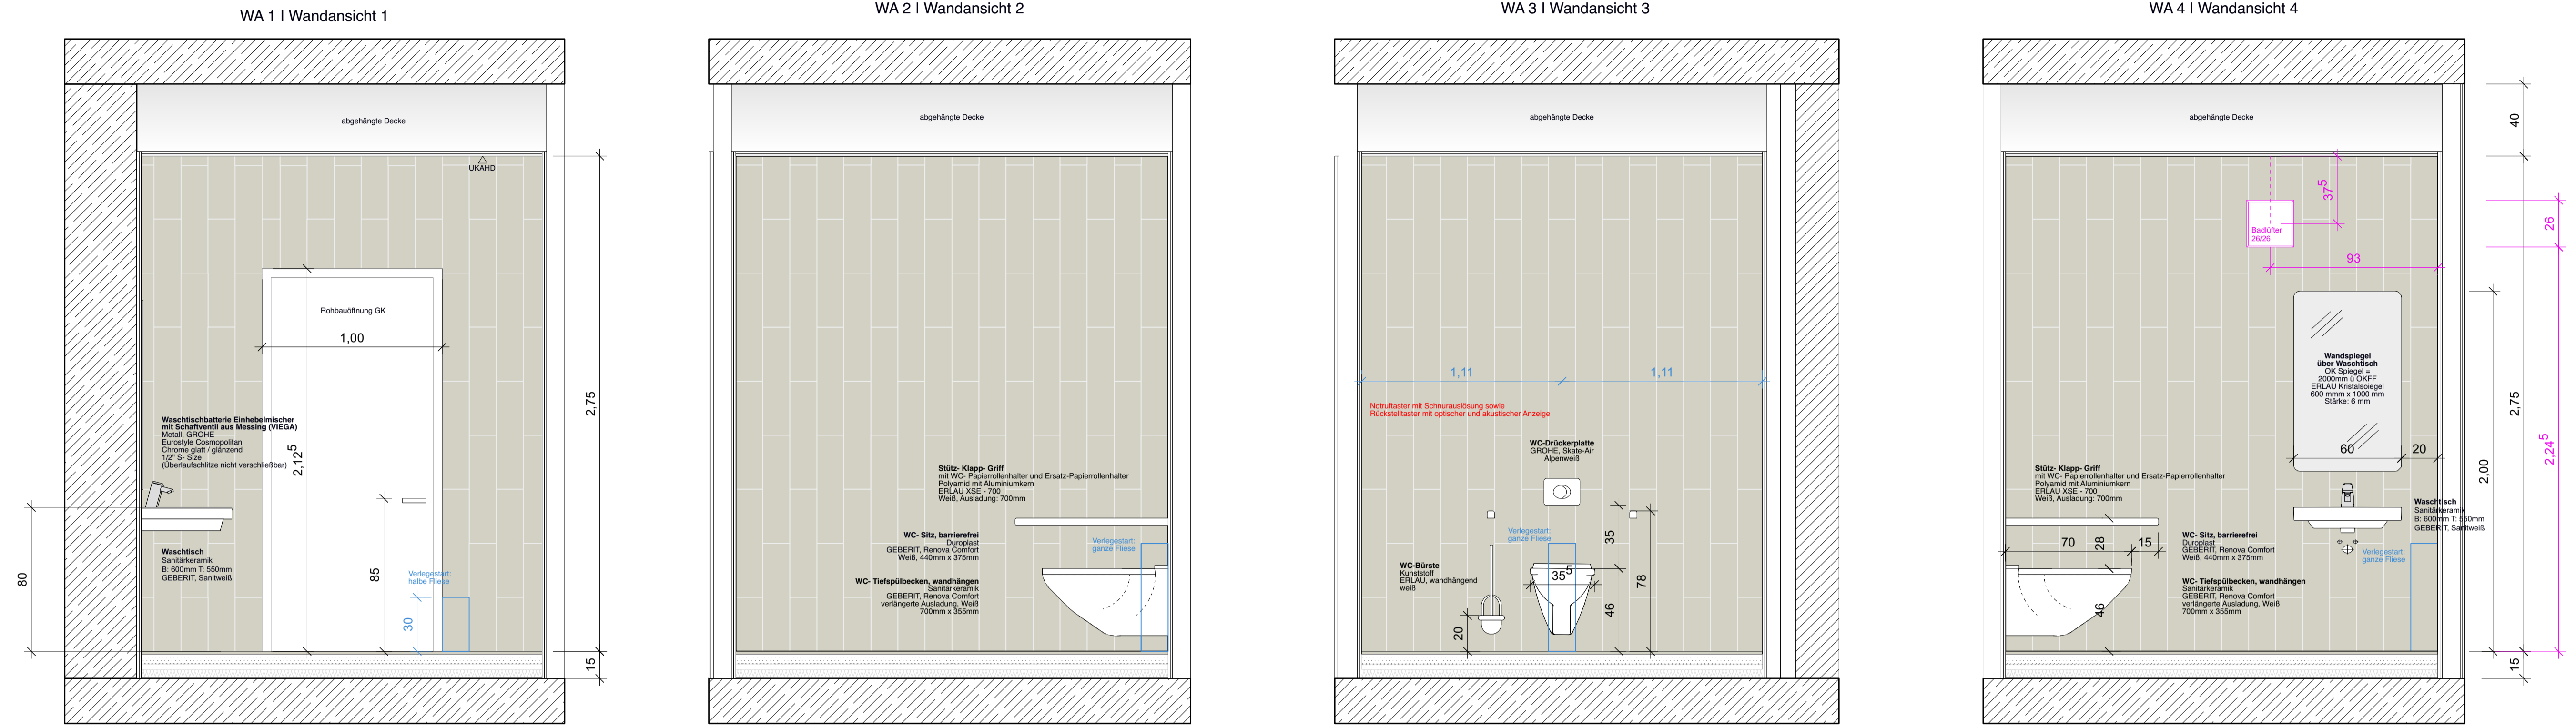 WA 1 I Wandansicht 1
abgehängte Decke
UKAHD
Rohbauöffnung GK
1,00
2,75
Waschtischbatterie Einhebelmischer
mit Schaftventil aus Messing (VIEGA)
Metall, GROHE
Eurostyle Cosmopolitan
Chrome glatt / glänzend
1/2" S- Size
(Überlaufschlitze nicht verschließbar)
2,12⁵
Waschtisch
Sanitärkeramik
B: 600mm T: 550mm
GEBERIT, Sanitweiß
80
85
Verlegestart:
halbe Fliese
30
15
WA 2 I Wandansicht 2
abgehängte Decke
Stütz- Klapp- Griff
mit WC- Papierrollenhalter und Ersatz-Papierrollenhalter
Polyamid mit Aluminiumkern
ERLAU XSE - 700
Weiß, Ausladung: 700mm
WC- Sitz, barrierefrei
Duroplast
GEBERIT, Renova Comfort
Weiß, 440mm x 375mm
Verlegestart:
ganze Fliese
WC- Tiefspülbecken, wandhängen
Sanitärkeramik
GEBERIT, Renova Comfort
verlängerte Ausladung, Weiß
700mm x 355mm
WA 3 I Wandansicht 3
abgehängte Decke
1,11
1,11
Notruftaster mit Schnurauslösung sowie
Rückstelltaster mit optischer und akustischer Anzeige
WC-Drückerplatte
GROHE, Skate-Air
Alpenweiß
Verlegestart:
ganze Fliese
35
WC-Bürste
Kunststoff
ERLAU, wandhängend
weiß
35⁵
78
46
20
WA 4 I Wandansicht 4
abgehängte Decke
40
37⁵
Badlüfter
26/26
26
93
Wandspiegel
über Waschtisch
OK Spiegel =
2000mm ü OKFF
ERLAU Kristalsoiegel
600 mmm x 1000 mm
Stärke: 6 mm
2,75
60
20
2,24⁵
2,00
Stütz- Klapp- Griff
mit WC- Papierrollenhalter und Ersatz-Papierrollenhalter
Polyamid mit Aluminiumkern
ERLAU XSE - 700
Weiß, Ausladung: 700mm
Waschtisch
Sanitärkeramik
B: 600mm T: 550mm
GEBERIT, Sanitweiß
70
28
15
WC- Sitz, barrierefrei
Duroplast
GEBERIT, Renova Comfort
Weiß, 440mm x 375mm
Verlegestart:
ganze Fliese
WC- Tiefspülbecken, wandhängen
Sanitärkeramik
GEBERIT, Renova Comfort
verlängerte Ausladung, Weiß
700mm x 355mm
46
15